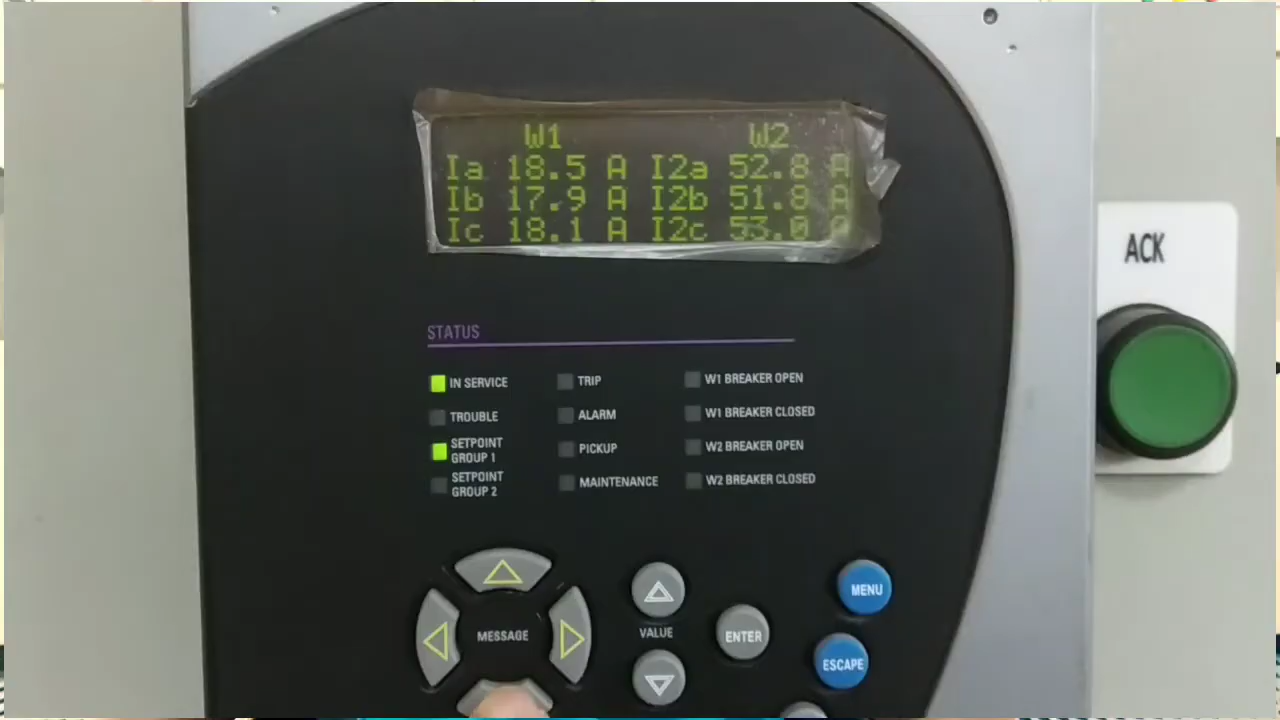 W1 W2
Ia 18.5 A I2a 52.8 A
Ib 17.9 A I2b 51.8 A
Ic 18.1 A I2c 53.0
ACK
STATUS
IN SERVICE
TROUBLE
SETPOINT
GROUP 1
SETPOINT
GROUP 2
TRIP
ALARM
PICKUP
MAINTENANCE
W1 BREAKER OPEN
W1 BREAKER CLOSED
W2 BREAKER OPEN
W2 BREAKER CLOSED
MESSAGE
VALUE
ENTER
MENU
ESCAPE